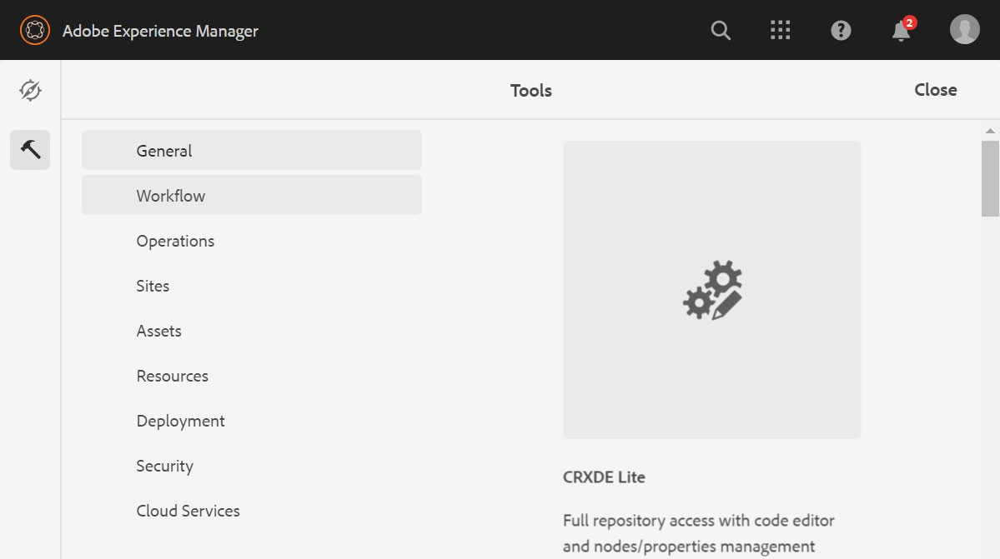 Adobe Experience Manager
2
Tools
Close
General
Workflow
Operations
Sites
Assets
Resources
Deployment
Security
Cloud Services
CRXDE Lite
Full repository access with code editor
and nodes/properties management